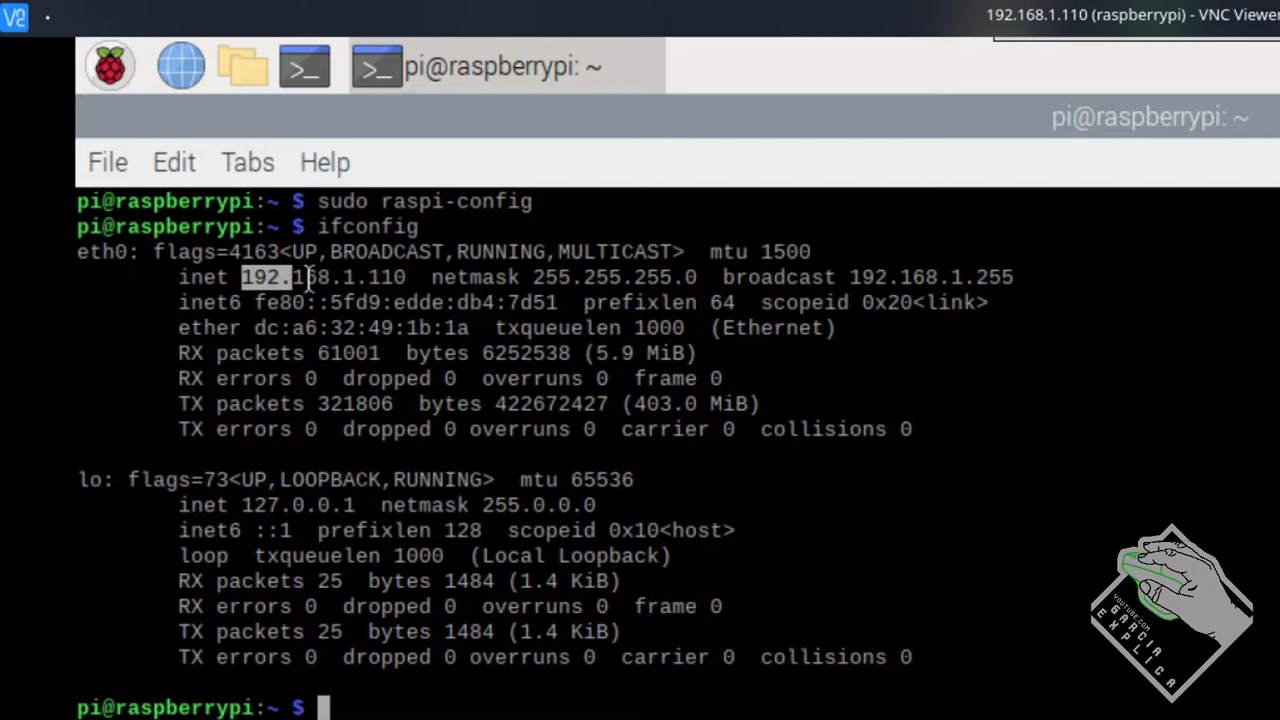 192.168.1.110 (raspberrypi) - VNC Viewer
pi@raspberrypi: ~
pi@raspberrypi: ~
File Edit Tabs Help
pi@raspberrypi:~ $ sudo raspi-config
pi@raspberrypi:~ $ ifconfig
eth0: flags=4163<UP,BROADCAST,RUNNING,MULTICAST>  mtu 1500
inet 192.168.1.110  netmask 255.255.255.0  broadcast 192.168.1.255
inet6 fe80::5fd9:edde:db4:7d51  prefixlen 64  scopeid 0x20<link>
ether dc:a6:32:49:1b:1a  txqueuelen 1000  (Ethernet)
RX packets 61001  bytes 6252538 (5.9 MiB)
RX errors 0  dropped 0  overruns 0  frame 0
TX packets 321806  bytes 422672427 (403.0 MiB)
TX errors 0  dropped 0 overruns 0  carrier 0  collisions 0
lo: flags=73<UP,LOOPBACK,RUNNING>  mtu 65536
inet 127.0.0.1  netmask 255.0.0.0
inet6 ::1  prefixlen 128  scopeid 0x10<host>
loop  txqueuelen 1000  (Local Loopback)
RX packets 25  bytes 1484 (1.4 KiB)
RX errors 0  dropped 0  overruns 0  frame 0
TX packets 25  bytes 1484 (1.4 KiB)
TX errors 0  dropped 0 overruns 0  carrier 0  collisions 0
pi@raspberrypi:~ $
YOUTUBE.COM
GARCIA
EXPLICA